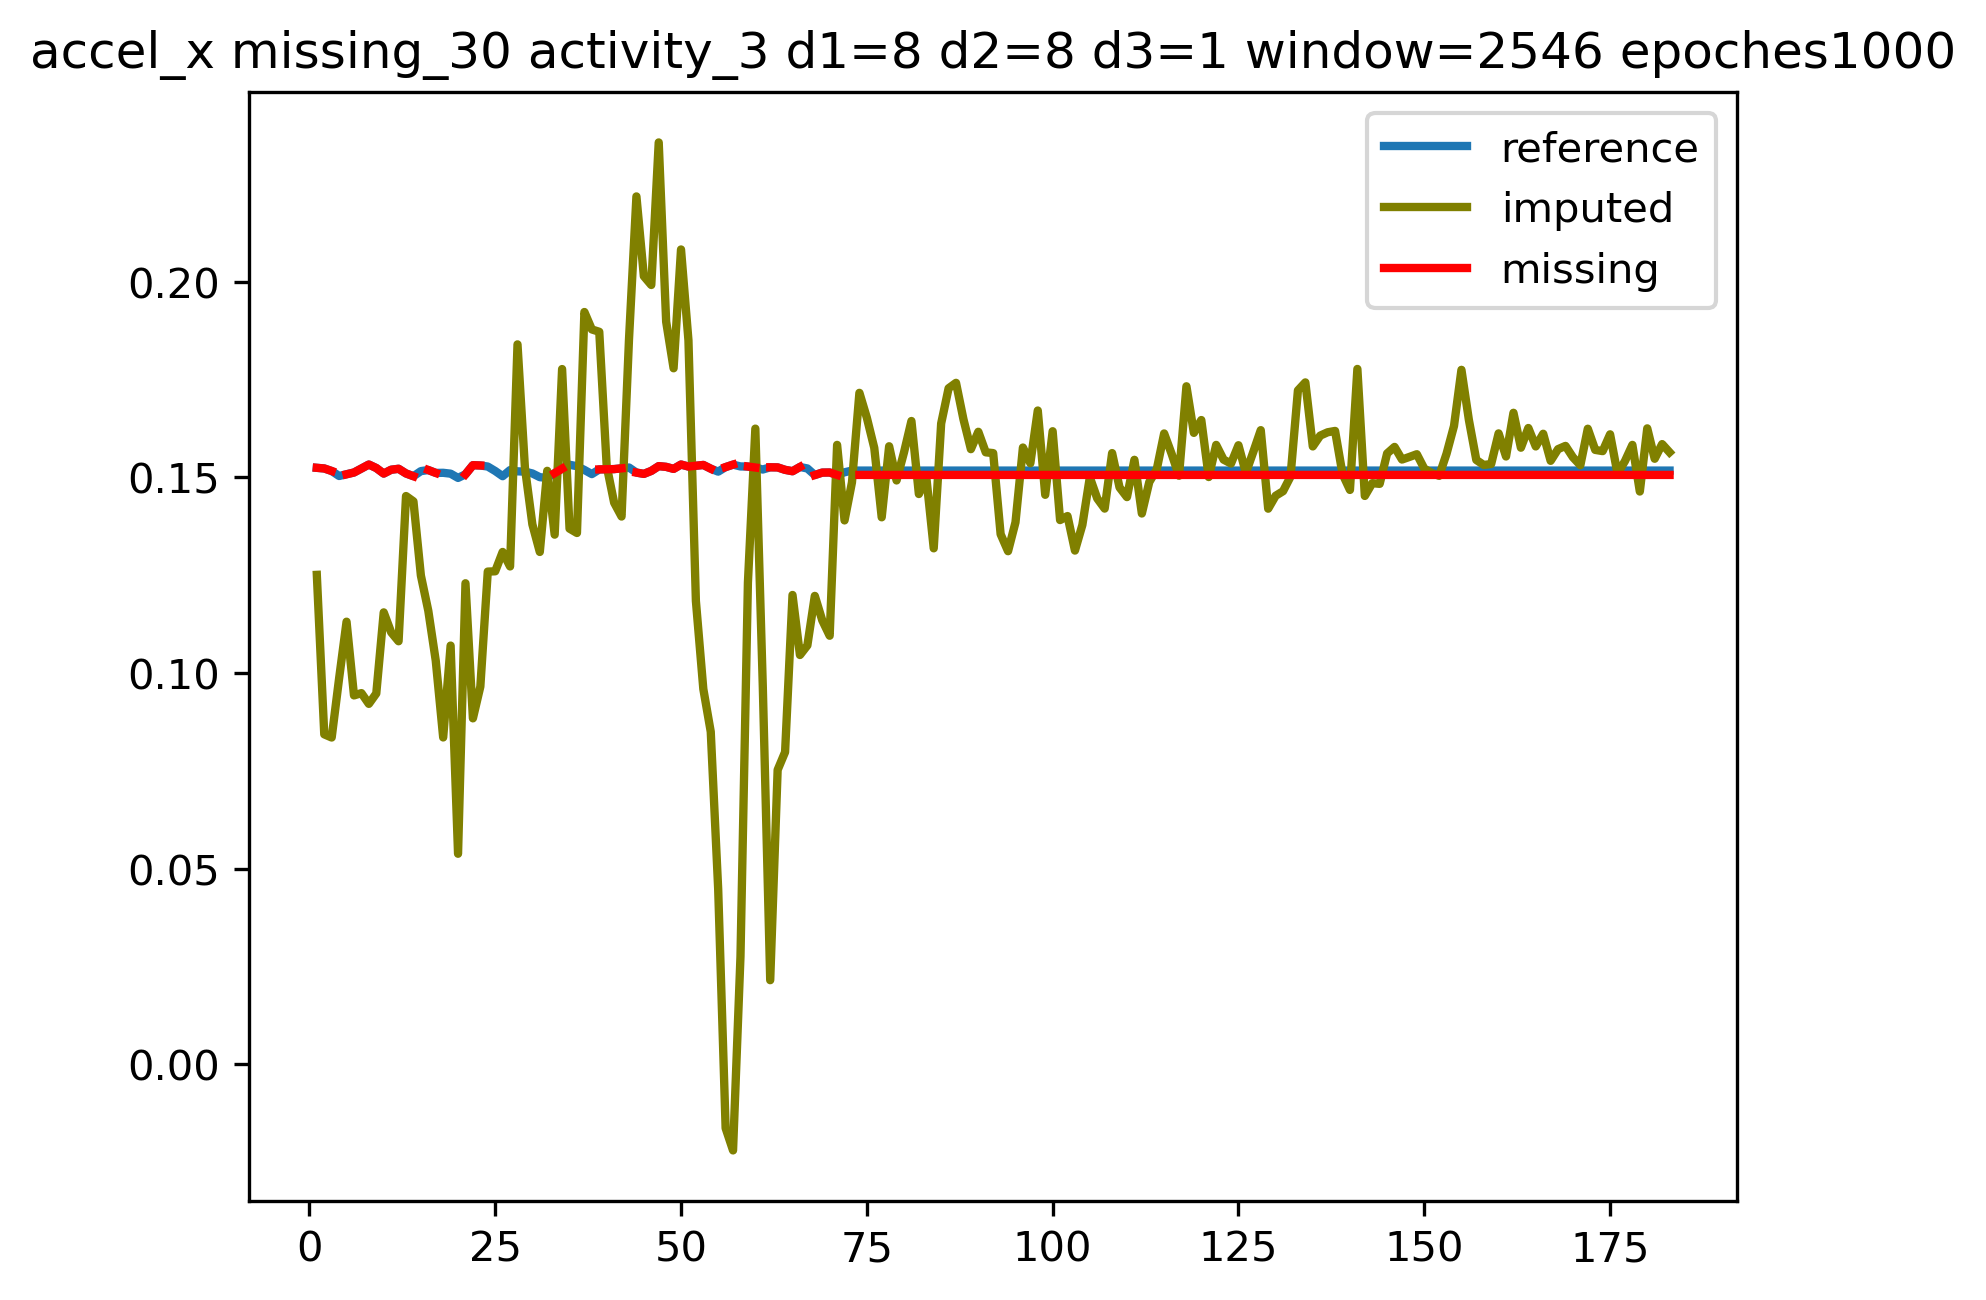 accel_x missing_30 activity_3 d1=8 d2=8 d3=1 window=2546 epoches1000
reference
imputed
missing
0.20
0.15
0.10
0.05
0.00
0 25 50 75 100 125 150 175